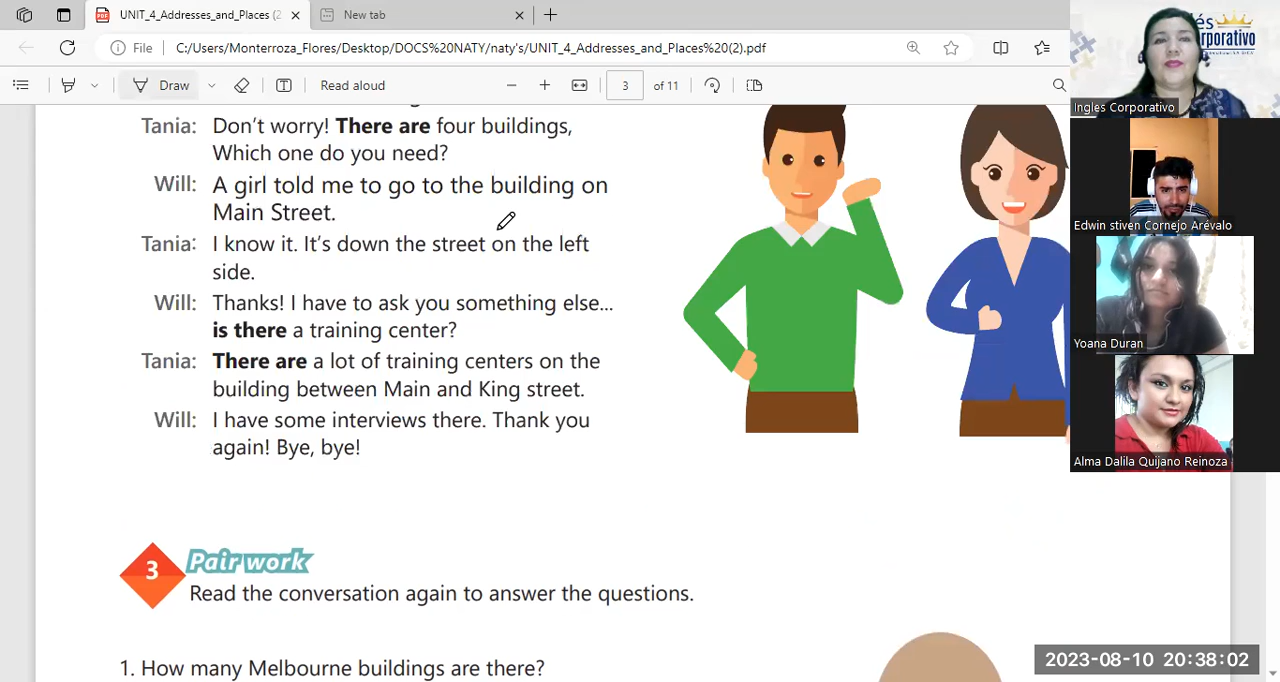 UNIT_4_Addresses_and_Places (2
New tab
File
C:/Users/Monterroza_Flores/Desktop/DOCS%20NATY/naty's/UNIT_4_Addresses_and_Places%20(2).pdf
Draw
Read aloud
3
of 11
Tania: Don't worry! There are four buildings,
Which one do you need?
Will: A girl told me to go to the building on
Main Street.
Tania: I know it. It's down the street on the left
side.
Will: Thanks! I have to ask you something else...
is there a training center?
Tania: There are a lot of training centers on the
building between Main and King street.
Will: I have some interviews there. Thank you
again! Bye, bye!
3
Pair work
Read the conversation again to answer the questions.
1. How many Melbourne buildings are there?
Ingles Corporativo
Edwin stiven Cornejo Arévalo
Yoana Duran
Alma Dalila Quijano Reinoza
2023-08-10 20:38:02